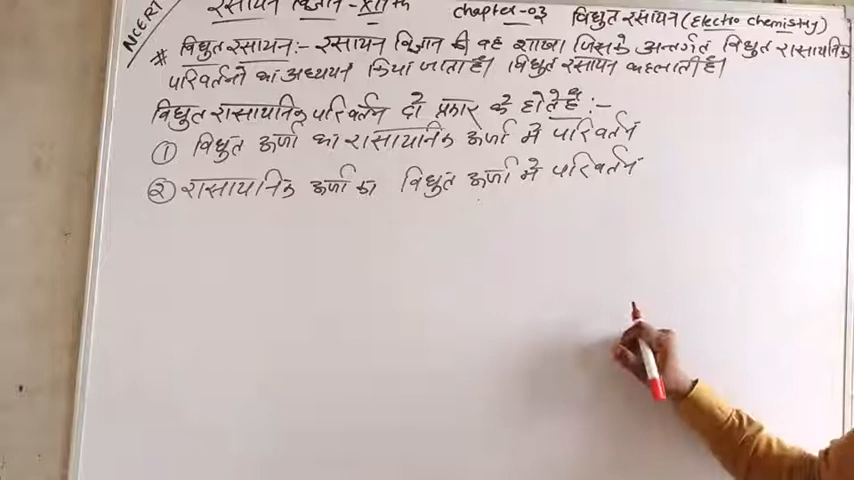 NCERT रसायन विज्ञान - XIIth chapter-03 विधुत रसायन (Electro chemistry)
# विधुत रसायन :- रसायन विज्ञान की वह शाखा जिसके अन्तर्गत विधुत रासायनिक
परिवर्तनों का अध्ययन किया जाता है। विधुत रसायन कहलाती है।
विधुत रासायनिक परिवर्तन दो प्रकार के होते है :-
① विधुत ऊर्जा का रासायनिक ऊर्जा में परिवर्तन
② रासायनिक ऊर्जा का विधुत ऊर्जा में परिवर्तन